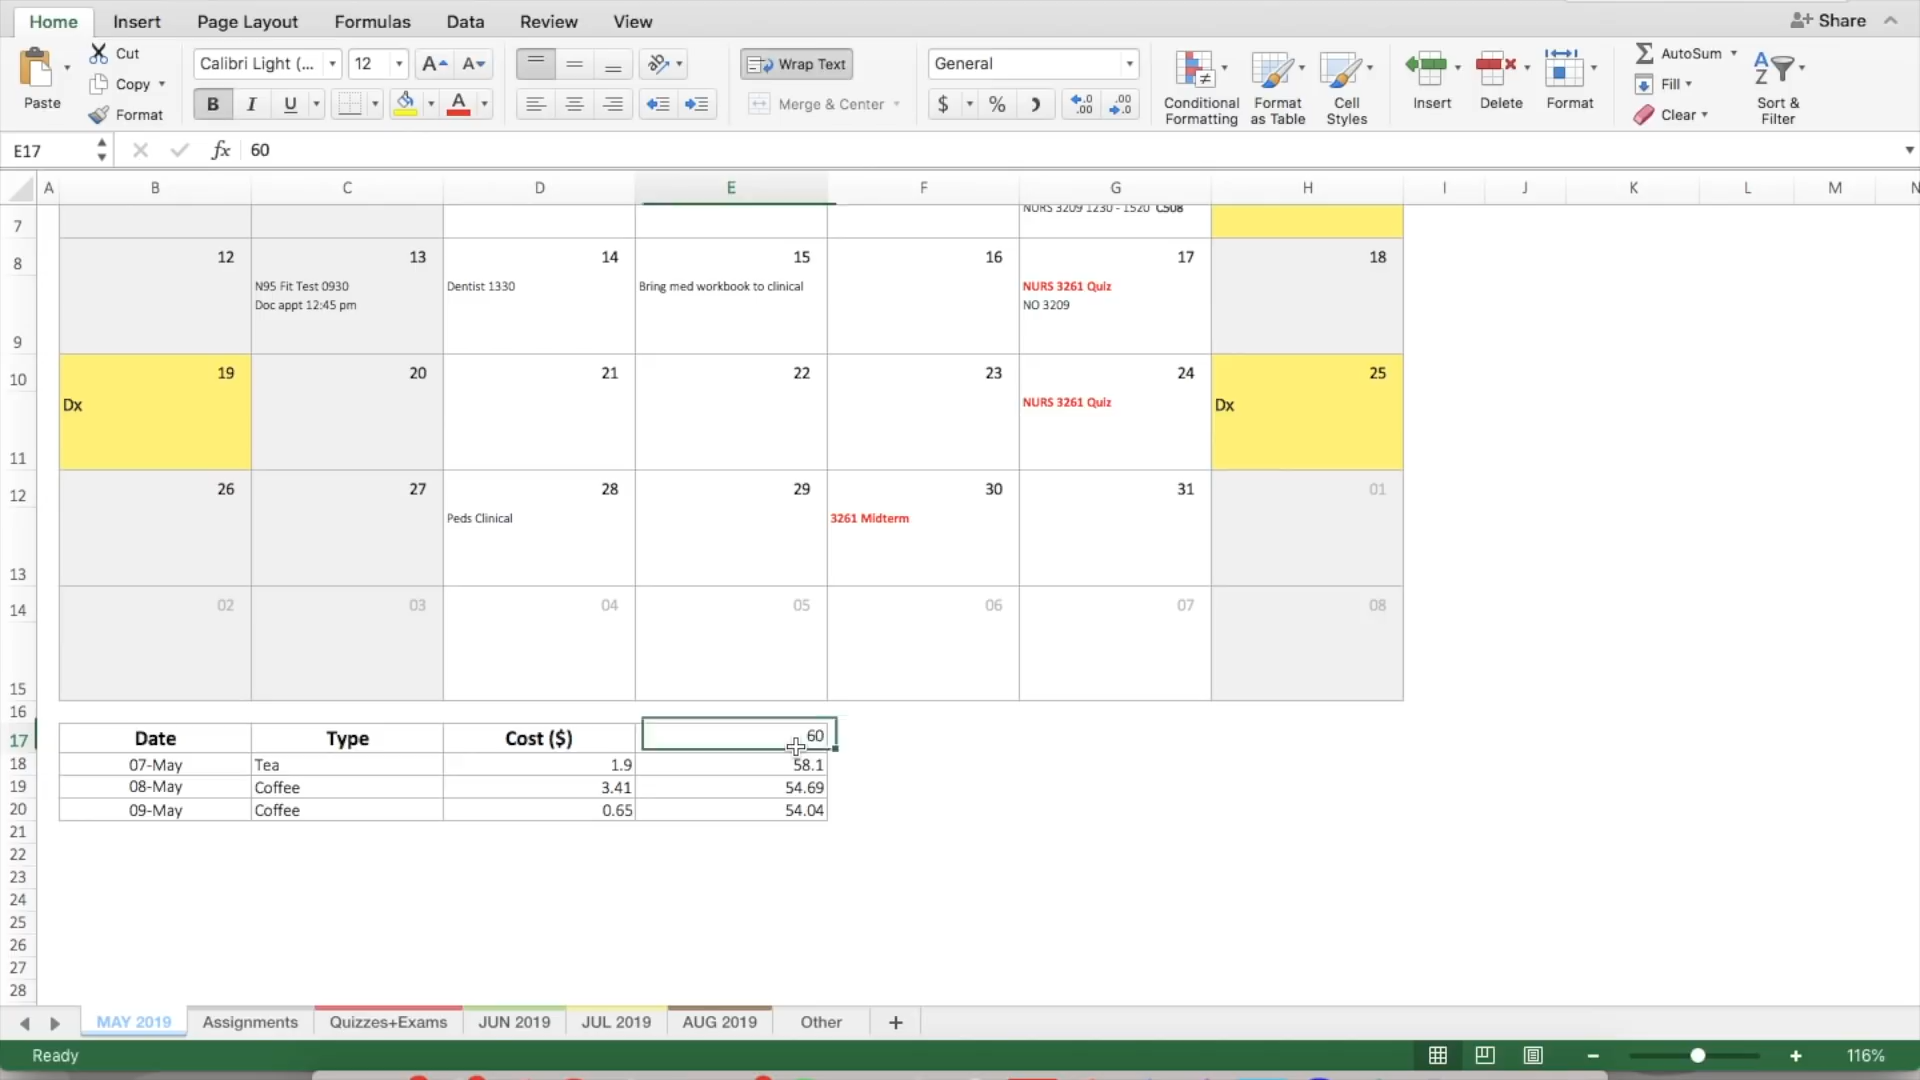 Home Insert Page Layout Formulas Data Review View Share
Paste Cut Copy Format
Calibri Light (... 12 A A
B I U A
Wrap Text
Merge & Center
General
$ % .0 .00 .00 .0
Conditional Formatting
Format as Table
Cell Styles
Insert Delete Format
AutoSum
Fill
Clear
Sort & Filter
E17 fx 60
A B C D E F G H I J K L M N
7 NURS 3209 1230 - 1520 C508
8 12 13 14 15 16 17 18
N95 Fit Test 0930 Dentist 1330 Bring med workbook to clinical NURS 3261 Quiz
Doc appt 12:45 pm NO 3209
9
10 19 20 21 22 23 24 25
Dx NURS 3261 Quiz Dx
11
12 26 27 28 29 30 31 01
Peds Clinical 3261 Midterm
13
14 02 03 04 05 06 07 08
15
16
17 Date Type Cost ($) 60
18 07-May Tea 1.9 58.1
19 08-May Coffee 3.41 54.69
20 09-May Coffee 0.65 54.04
21
22
23
24
25
26
27
28
MAY 2019 Assignments Quizzes+Exams JUN 2019 JUL 2019 AUG 2019 Other +
Ready 116%